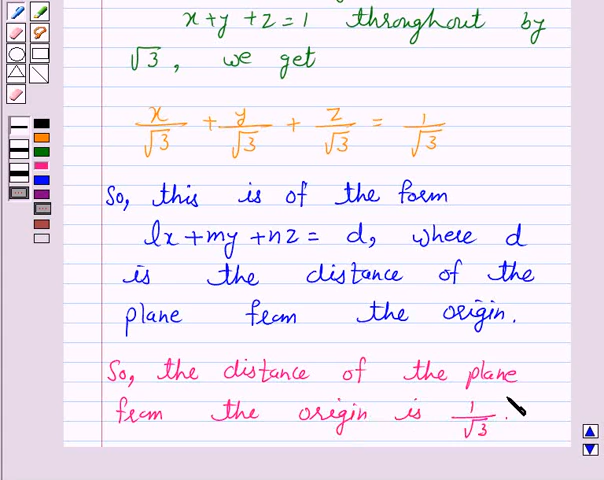 x+y+z=1 throughout by
√3, we get
x/√3 + y/√3 + z/√3 = 1/√3
So, this is of the form
lx+my+nz= d, where d
is the distance of the
plane from the origin.
So, the distance of the plane
from the origin is 1/√3.